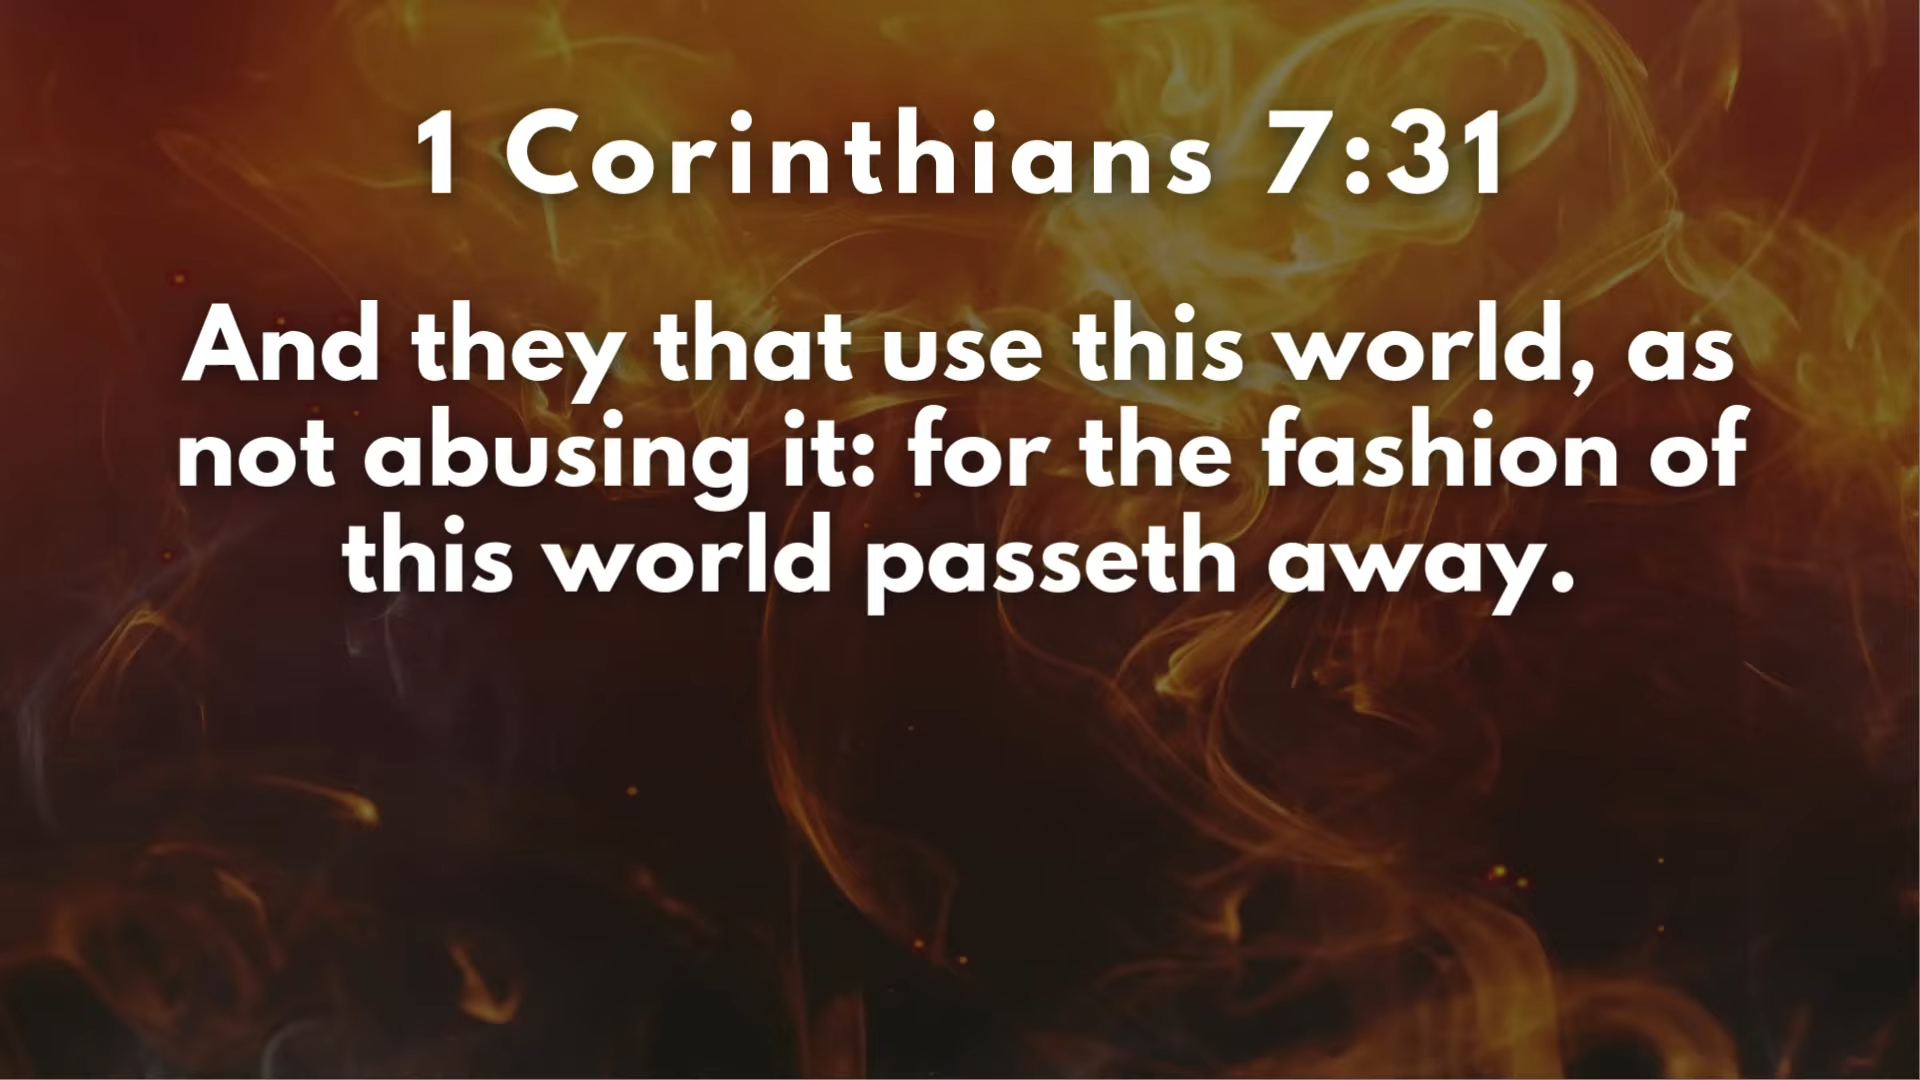 1 Corinthians 7:31
And they that use this world, as
not abusing it: for the fashion of
this world passeth away.